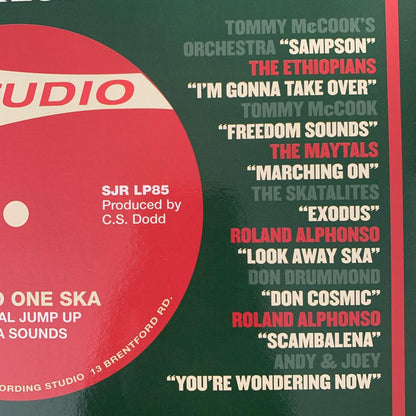 TOMMY McCOOK'S
ORCHESTRA "SAMPSON"
THE ETHIOPIANS
"I'M GONNA TAKE OVER"
TOMMY McCOOK
"FREEDOM SOUNDS"
THE MAYTALS
"MARCHING ON"
THE SKATALITES
"EXODUS"
ROLAND ALPHONSO
"LOOK AWAY SKA"
DON DRUMMOND
"DON COSMIC"
ROLAND ALPHONSO
"SCAMBALENA"
ANDY & JOEY
"YOU'RE WONDERING NOW"
STUDIO
SJR LP85
Produced by
C.S. Dodd
ONE SKA
AL JUMP UP
A SOUNDS
CORDING STUDIO 13 BRENTFORD RD.